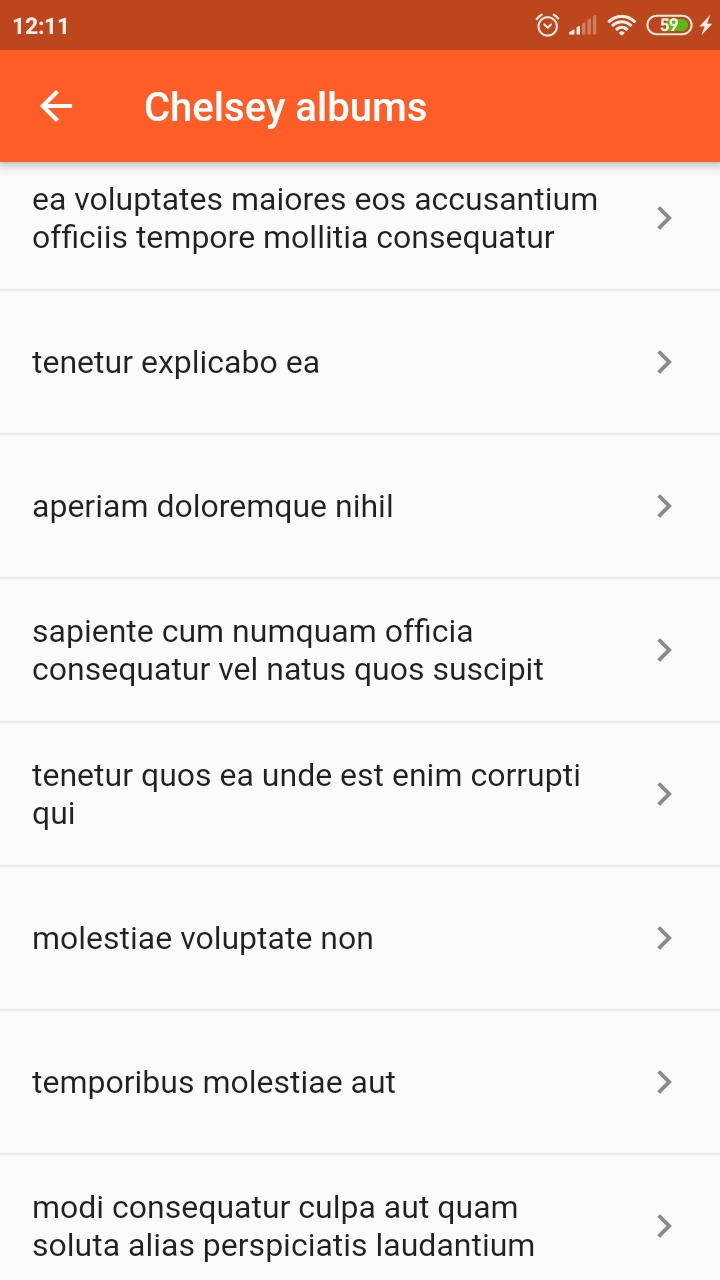 12:11
59
Chelsey albums
ea voluptates maiores eos accusantium
officiis tempore mollitia consequatur
tenetur explicabo ea
aperiam doloremque nihil
sapiente cum numquam officia
consequatur vel natus quos suscipit
tenetur quos ea unde est enim corrupti
qui
molestiae voluptate non
temporibus molestiae aut
modi consequatur culpa aut quam
soluta alias perspiciatis laudantium